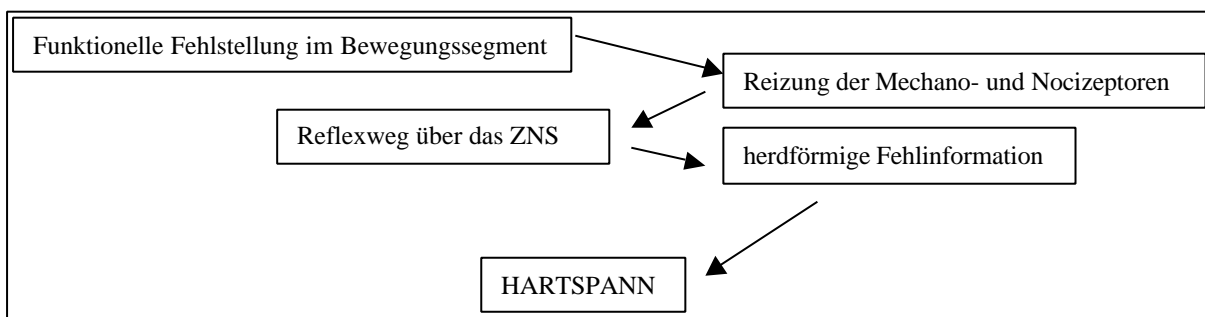 Funktionelle Fehlstellung im Bewegungssegment
Reizung der Mechano- und Nocizeptoren
Reflexweg über das ZNS
herdförmige Fehlinformation
HARTSPANN